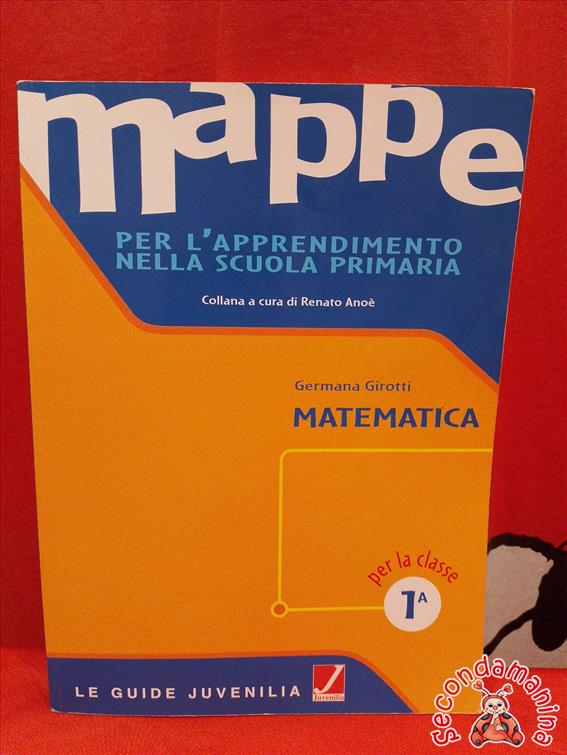 mappe
PER L'APPRENDIMENTO
NELLA SCUOLA PRIMARIA
Collana a cura di Renato Anoè
Germana Girotti
MATEMATICA
per la classe
1A
LE GUIDE JUVENILIA
J
Juvenilia
secondamanina